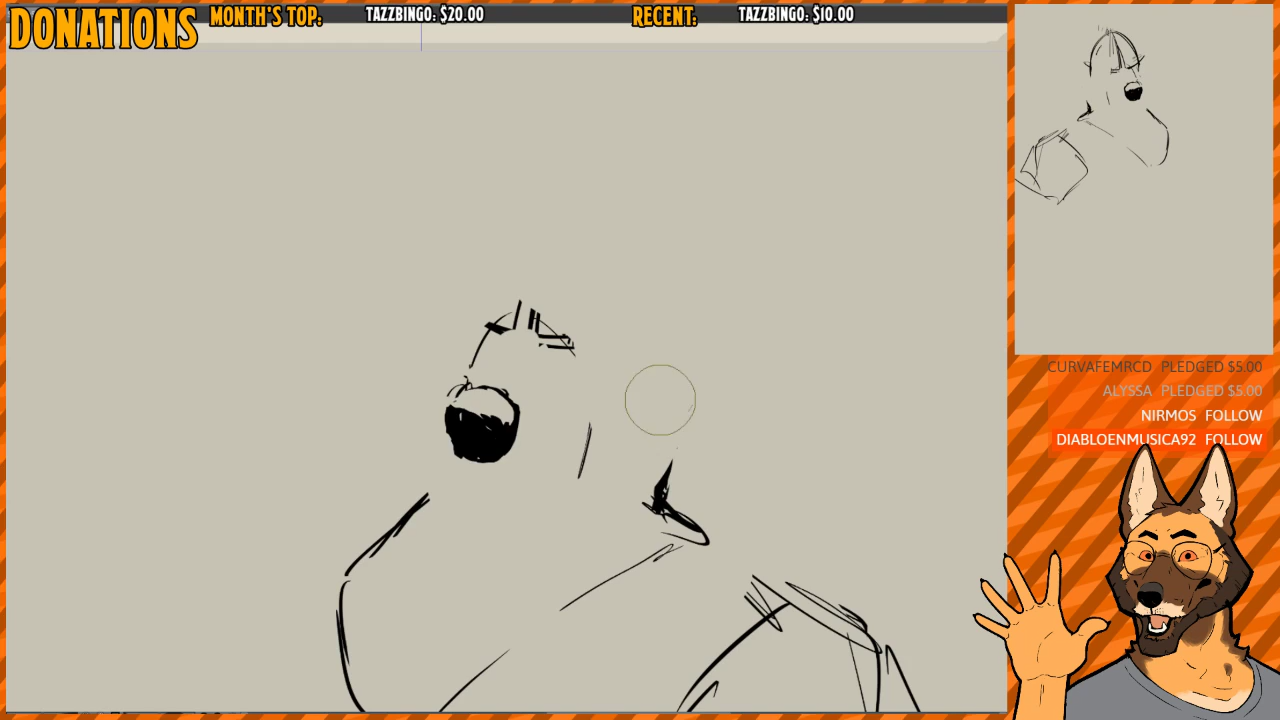 DONATIONS
MONTH'S TOP: TAZZBINGO: $20.00
RECENT: TAZZBINGO: $10.00
CURVAFEMRCD PLEDGED $5.00
ALYSSA PLEDGED $5.00
NIRMOS FOLLOW
DIABLOENMUSICA92 FOLLOW